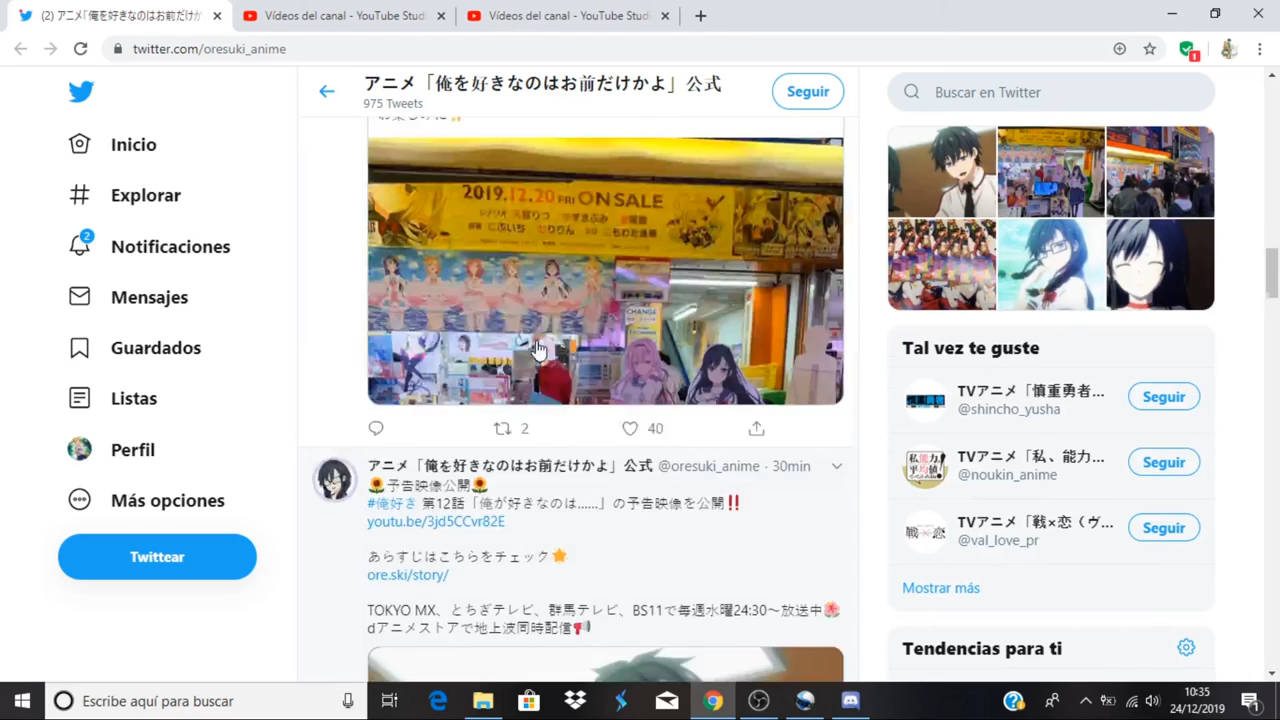 (2) アニメ「俺を好きなのはお前だけか
Vídeos del canal - YouTube Studi
Vídeos del canal - YouTube Studi
twitter.com/oresuki_anime
1
アニメ「俺を好きなのはお前だけかよ」公式
975 Tweets
Seguir
Buscar en Twitter
Inicio
Explorar
2
Notificaciones
Mensajes
Guardados
Listas
Perfil
Más opciones
Twittear
お楽しみに✨
2019.12.20 FRI ON SALE
CHANGE
2
40
アニメ「俺を好きなのはお前だけかよ」公式 @oresuki_anime · 30min
🌻予告映像公開🌻
#俺好き 第12話「俺が好きなのは......」の予告映像を公開‼
youtu.be/3jd5CCvr82E
あらすじはこちらをチェック⭐
ore.ski/story/
TOKYO MX、とちぎテレビ、群馬テレビ、BS11で毎週水曜24:30～放送中🌺
dアニメストアで地上波同時配信📢
Tal vez te guste
TVアニメ「慎重勇者...
@shincho_yusha
Seguir
TVアニメ「私、能力...
@noukin_anime
Seguir
TVアニメ「戦×恋（ヴ...
@val_love_pr
Seguir
Mostrar más
Tendencias para ti
Escribe aquí para buscar
10:35
24/12/2019
1